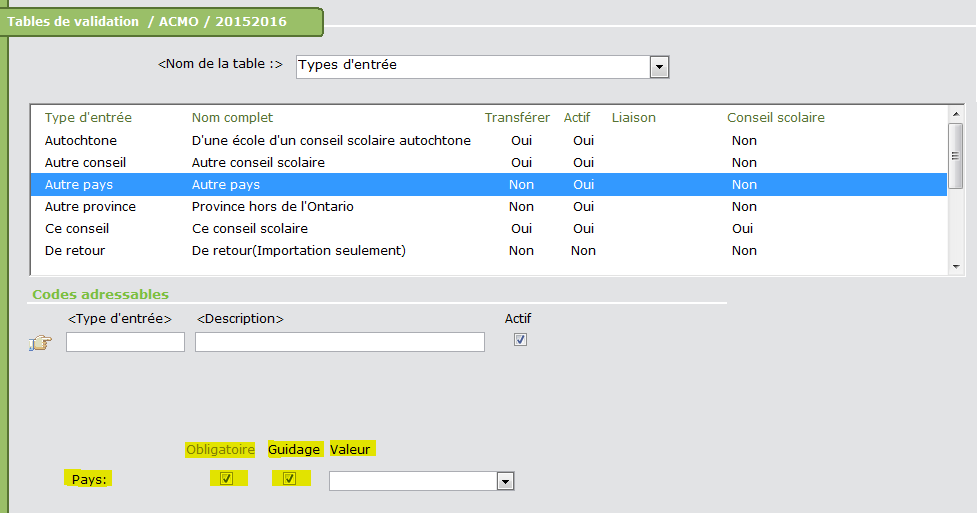 Tables de validation / ACMO / 20152016
<Nom de la table :> Types d'entrée
Type d'entrée Nom complet Transférer Actif Liaison Conseil scolaire
Autochtone D'une école d'un conseil scolaire autochtone Oui Oui Non
Autre conseil Autre conseil scolaire Oui Oui Non
Autre pays Autre pays Non Oui Non
Autre province Province hors de l'Ontario Non Oui Non
Ce conseil Ce conseil scolaire Oui Oui Oui
De retour De retour(Importation seulement) Non Non Non
Codes adressables
<Type d'entrée> <Description> Actif
Obligatoire Guidage Valeur
Pays: